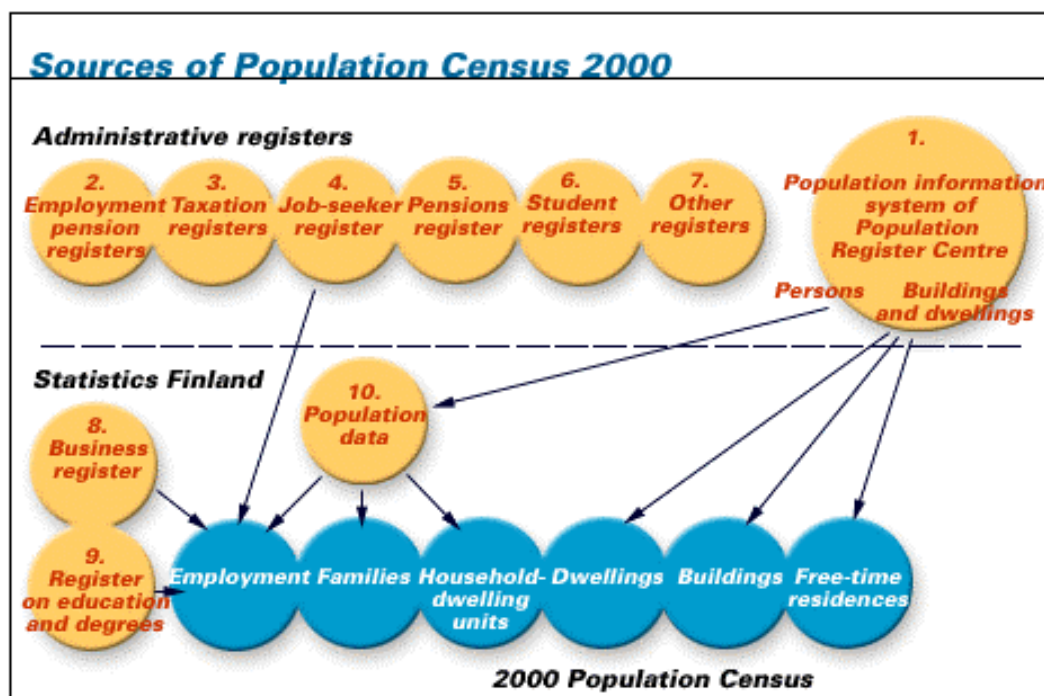 Sources of Population Census 2000
Administrative registers
2.
Employment
pension
registers
3.
Taxation
registers
4.
Job-seeker
register
5.
Pensions
register
6.
Student
registers
7.
Other
registers
1.
Population information
system of
Population
Register Centre
Persons
Buildings
and dwellings
Statistics Finland
8.
Business
register
10.
Population
data
9.
Register
on education
and degrees
Employment
Families
Household-
dwelling
units
Dwellings
Buildings
Free-time
residences
2000 Population Census